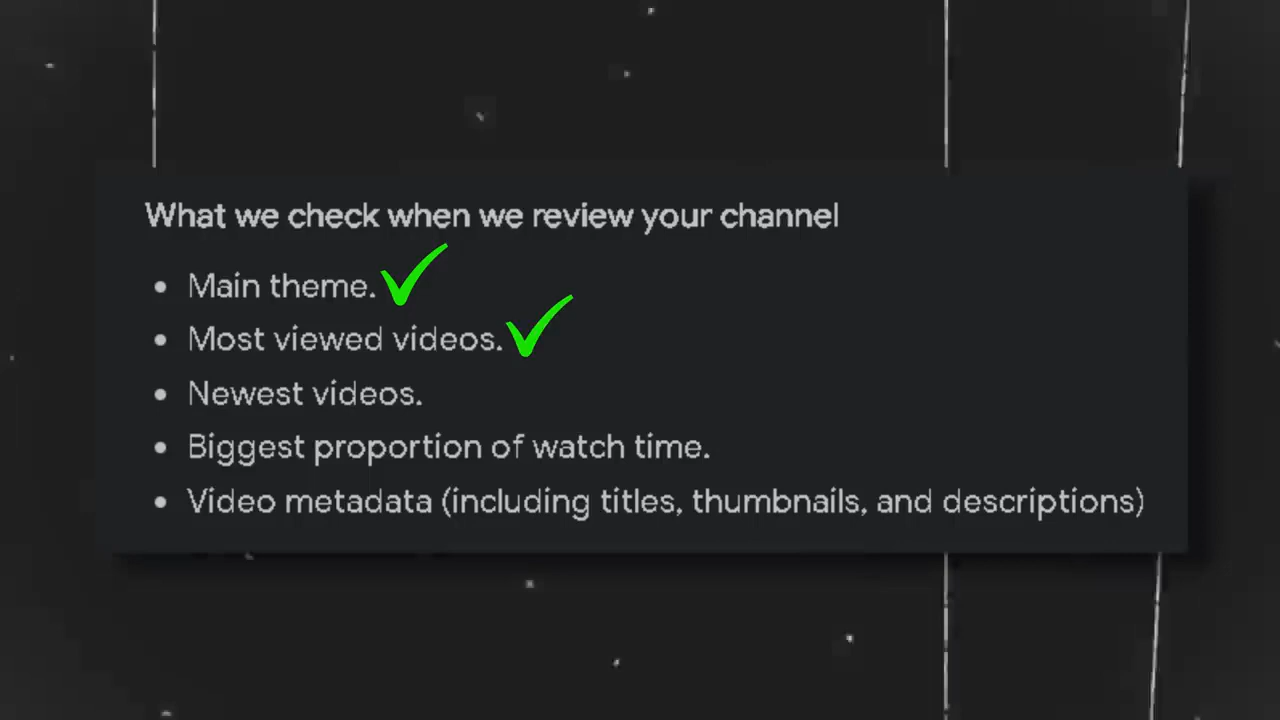 What we check when we review your channel
• Main theme.
• Most viewed videos.
• Newest videos.
• Biggest proportion of watch time.
• Video metadata (including titles, thumbnails, and descriptions)